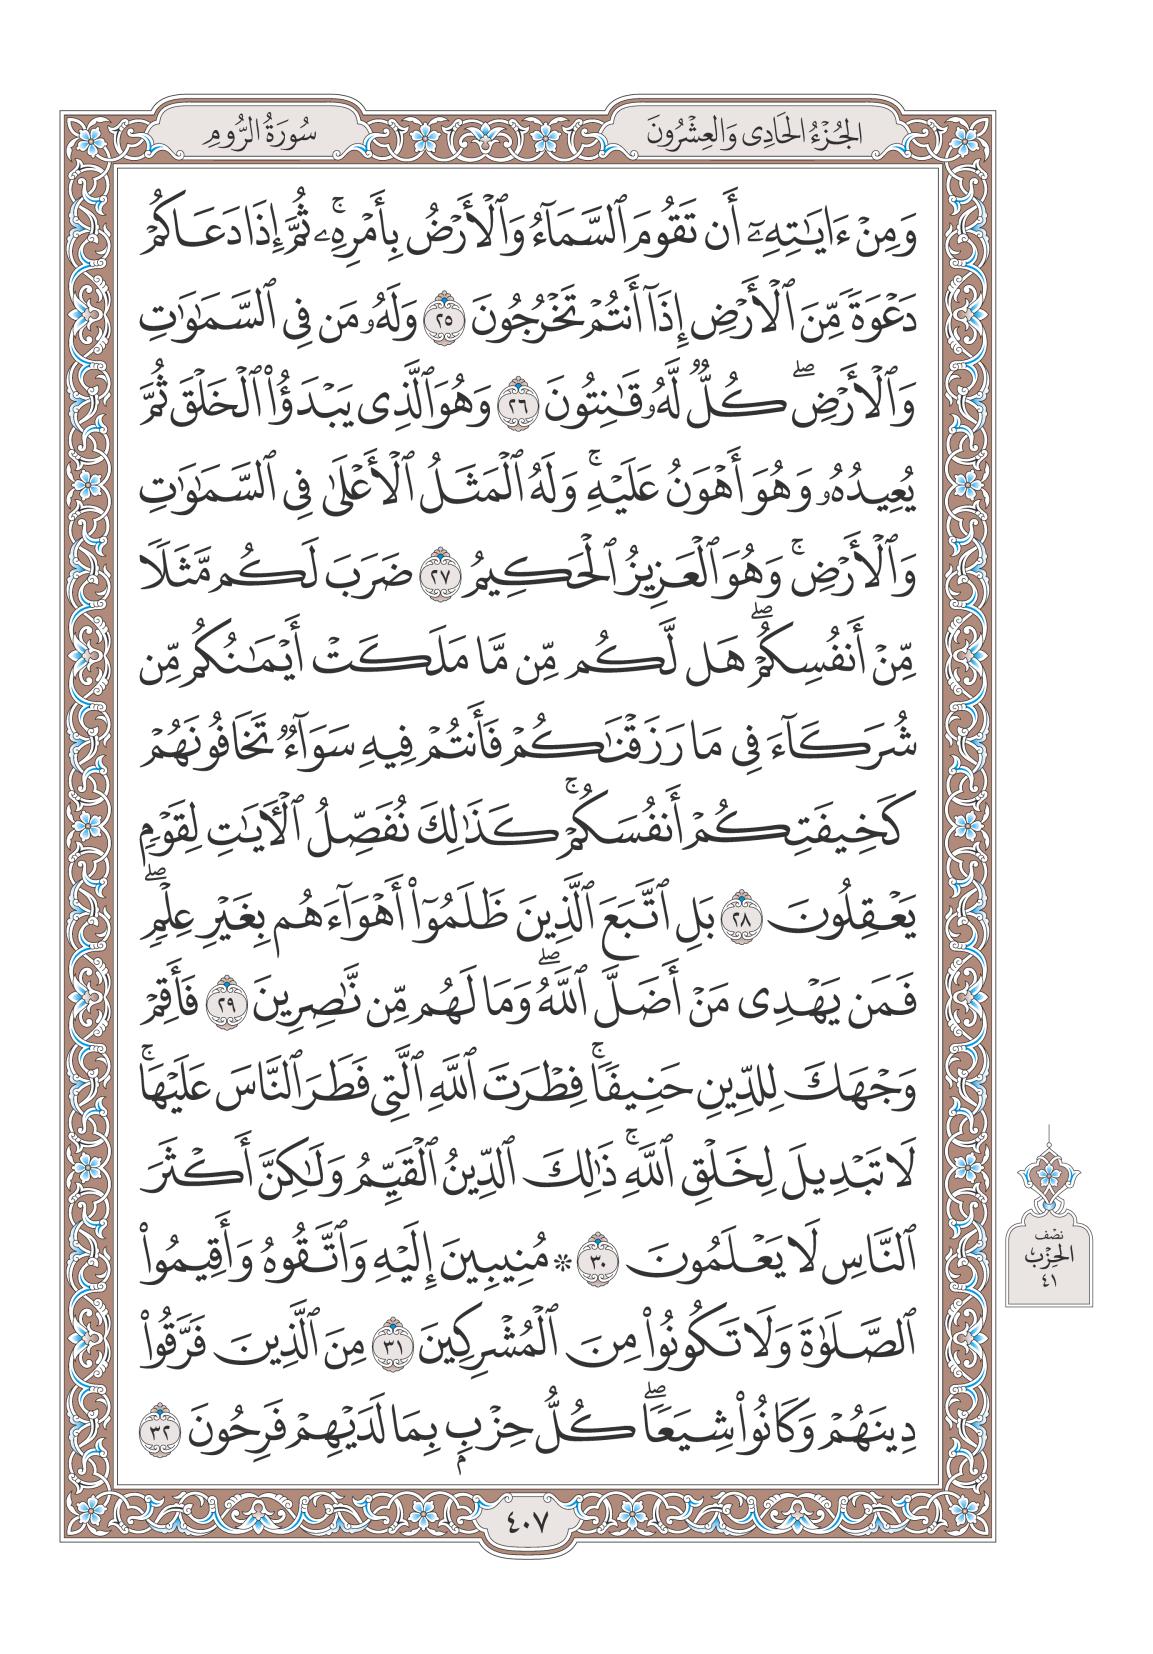 الجُزْءُ الحَادِى وَالعِشْرُونَ
سُورَةُ الرُّومِ
وَمِنْ ءَايَٰتِهِۦٓ أَن تَقُومَ ٱلسَّمَآءُ وَٱلْأَرْضُ بِأَمْرِهِۦۚ ثُمَّ إِذَا دَعَاكُمْ
دَعْوَةً مِّنَ ٱلْأَرْضِ إِذَآ أَنتُمْ تَخْرُجُونَ ٢٥ وَلَهُۥ مَن فِى ٱلسَّمَٰوَٰتِ
وَٱلْأَرْضِۖ كُلٌّ لَّهُۥ قَٰنِتُونَ ٢٦ وَهُوَ ٱلَّذِى يَبْدَؤُا۟ ٱلْخَلْقَ ثُمَّ
يُعِيدُهُۥ وَهُوَ أَهْوَنُ عَلَيْهِۚ وَلَهُ ٱلْمَثَلُ ٱلْأَعْلَىٰ فِى ٱلسَّمَٰوَٰتِ
وَٱلْأَرْضِۚ وَهُوَ ٱلْعَزِيزُ ٱلْحَكِيمُ ٢٧ ضَرَبَ لَكُم مَّثَلًا
مِّنْ أَنفُسِكُمْۖ هَل لَّكُم مِّن مَّا مَلَكَتْ أَيْمَٰنُكُم مِّن
شُرَكَآءَ فِى مَا رَزَقْنَٰكُمْ فَأَنتُمْ فِيهِ سَوَآءٌ تَخَافُونَهُمْ
كَخِيفَتِكُمْ أَنفُسَكُمْۚ كَذَٰلِكَ نُفَصِّلُ ٱلْءَايَٰتِ لِقَوْمٍ
يَعْقِلُونَ ٢٨ بَلِ ٱتَّبَعَ ٱلَّذِينَ ظَلَمُوٓا۟ أَهْوَآءَهُم بِغَيْرِ عِلْمٍۖ
فَمَن يَهْدِى مَنْ أَضَلَّ ٱللَّهُۖ وَمَا لَهُم مِّن نَّٰصِرِينَ ٢٩ فَأَقِمْ
وَجْهَكَ لِلدِّينِ حَنِيفًاۚ فِطْرَتَ ٱللَّهِ ٱلَّتِى فَطَرَ ٱلنَّاسَ عَلَيْهَاۚ
لَا تَبْدِيلَ لِخَلْقِ ٱللَّهِۚ ذَٰلِكَ ٱلدِّينُ ٱلْقَيِّمُ وَلَٰكِنَّ أَكْثَرَ
ٱلنَّاسِ لَا يَعْلَمُونَ ٣٠ ۞ مُنِيبِينَ إِلَيْهِ وَٱتَّقُوهُ وَأَقِيمُوا۟
نصف
الحزب
٤١
ٱلصَّلَوٰةَ وَلَا تَكُونُوا۟ مِنَ ٱلْمُشْرِكِينَ ٣١ مِنَ ٱلَّذِينَ فَرَّقُوا۟
دِينَهُمْ وَكَانُوا۟ شِيَعًاۖ كُلُّ حِزْبٍۭ بِمَا لَدَيْهِمْ فَرِحُونَ ٣٢
٤٠٧